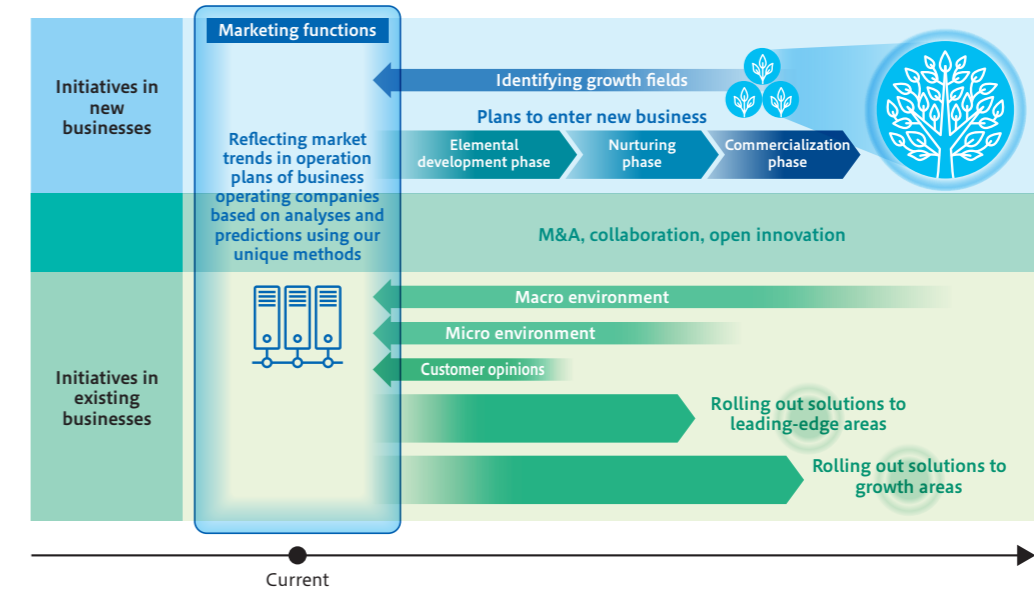 Marketing functions
Initiatives in
new
businesses
Identifying growth fields
Plans to enter new business
Elemental
development phase
Nurturing
phase
Commercialization
phase
Reflecting market
trends in operation
plans of business
operating companies
based on analyses and
predictions using our
unique methods
M&A, collaboration, open innovation
Initiatives in
existing
businesses
Macro environment
Micro environment
Customer opinions
Rolling out solutions to
leading-edge areas
Rolling out solutions to
growth areas
Current